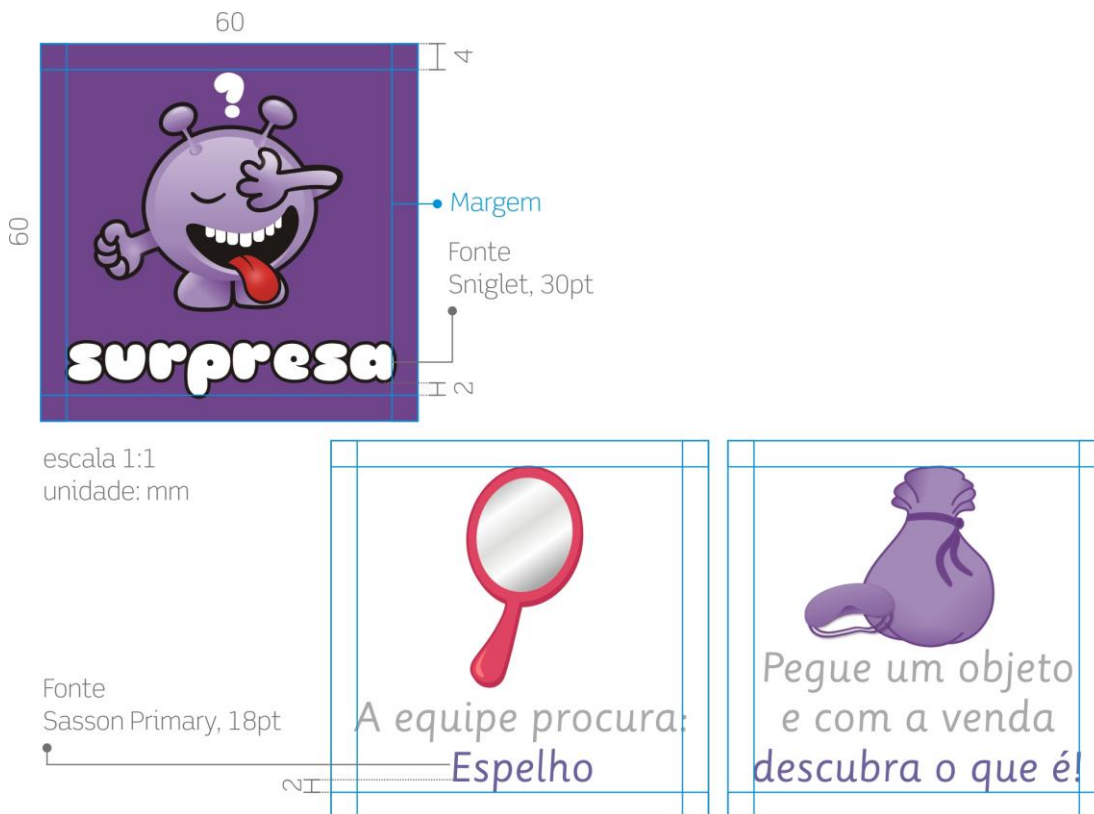 60
4
?
60
Margem
Fonte
Sniglet, 30pt
surpresa
2
escala 1:1
unidade: mm
Fonte
Sasson Primary, 18pt
A equipe procura:
Espelho
2
Pegue um objeto
e com a venda
descubra o que é!